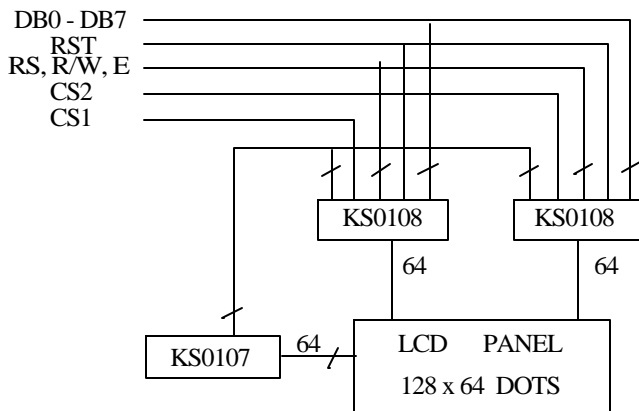 DB0 - DB7
RST
RS, R/W, E
CS2
CS1
KS0108 KS0108
64 64
KS0107 64 LCD PANEL
128 x 64 DOTS